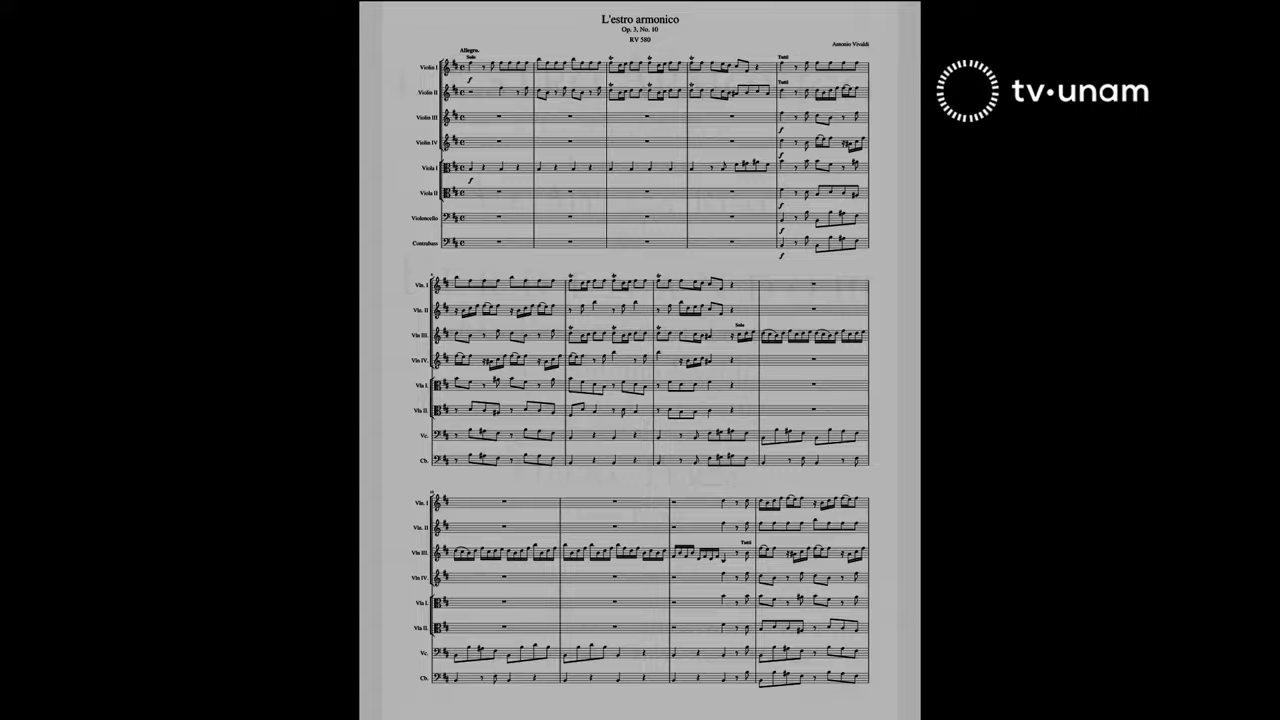 L'estro armonico
Op. 3, No. 10
RV 580
Antonio Vivaldi
tv·unam
Allegro.
Solo
Tutti
Violin I
f
Tutti
Violin II
Violin III
f
Violin IV
f
Viola I
f
Viola II
f
Violoncello
f
Contrabass
f
Vln. I
Vln. II
Solo
Vln III.
Vln IV.
Vla I.
Vla II.
Vc.
Cb.
Vln. I
Vln. II
Tutti
Vln III.
Vln IV.
Vla I.
Vla II.
Vc.
Cb.